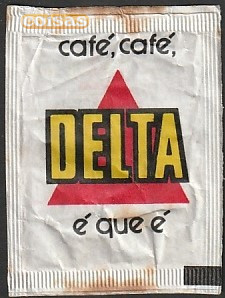 coisas
café, café,
DELTA
é que é